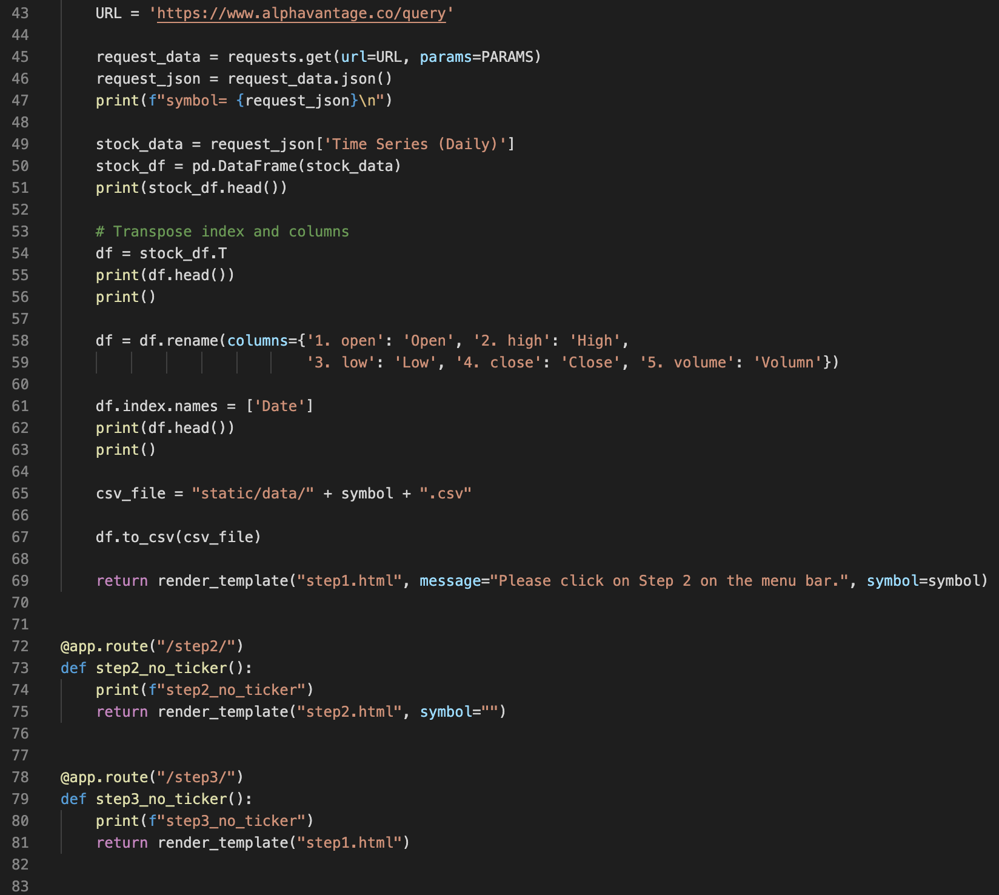 43 URL = 'https://www.alphavantage.co/query'
44
45 request_data = requests.get(url=URL, params=PARAMS)
46 request_json = request_data.json()
47 print(f"symbol= {request_json}\n")
48
49 stock_data = request_json['Time Series (Daily)']
50 stock_df = pd.DataFrame(stock_data)
51 print(stock_df.head())
52
53 # Transpose index and columns
54 df = stock_df.T
55 print(df.head())
56 print()
57
58 df = df.rename(columns={'1. open': 'Open', '2. high': 'High',
59 '3. low': 'Low', '4. close': 'Close', '5. volume': 'Volumn'})
60
61 df.index.names = ['Date']
62 print(df.head())
63 print()
64
65 csv_file = "static/data/" + symbol + ".csv"
66
67 df.to_csv(csv_file)
68
69 return render_template("step1.html", message="Please click on Step 2 on the menu bar.", symbol=symbol)
70
71
72 @app.route("/step2/")
73 def step2_no_ticker():
74 print(f"step2_no_ticker")
75 return render_template("step2.html", symbol="")
76
77
78 @app.route("/step3/")
79 def step3_no_ticker():
80 print(f"step3_no_ticker")
81 return render_template("step1.html")
82
83